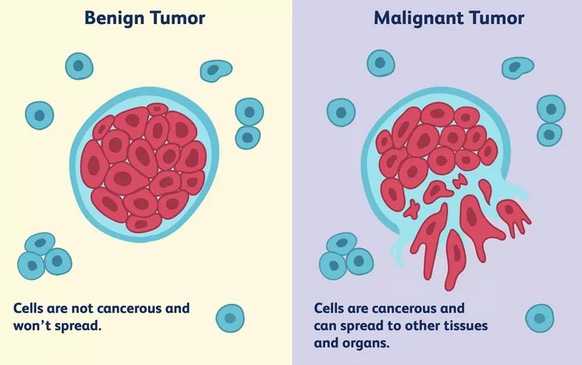 Benign Tumor
Malignant Tumor
Cells are not cancerous and
won't spread.
Cells are cancerous and
can spread to other tissues
and organs.